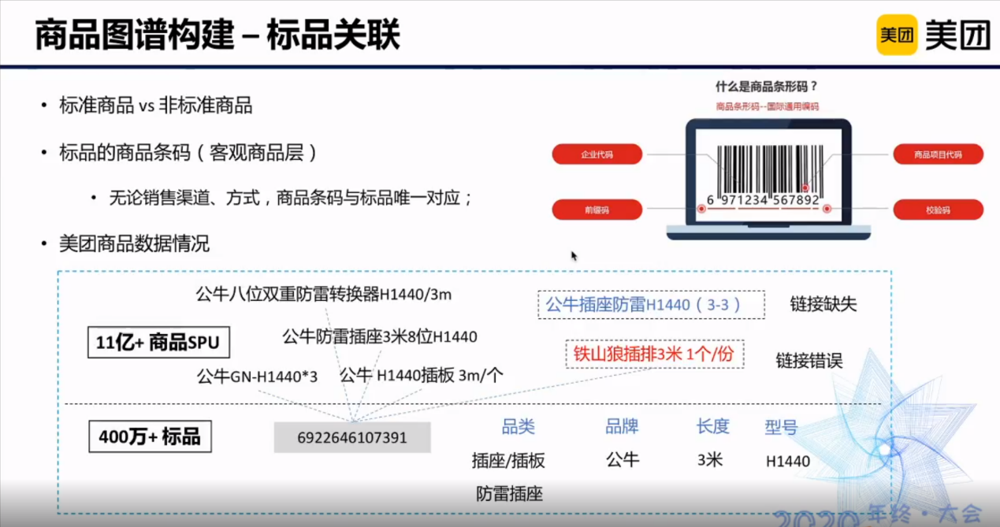 商品图谱构建 – 标品关联
美团 美团
• 标准商品 vs 非标准商品
• 标品的商品条码（客观商品层）
• 无论销售渠道、方式，商品条码与标品唯一对应；
• 美团商品数据情况
什么是商品条形码？
商品条形码--国际通用编码
企业代码
商品项目代码
前缀码
校验码
6 971234 567892
公牛八位双重防雷转换器H1440/3m
公牛插座防雷H1440（3-3）
链接缺失
11亿+ 商品SPU
公牛防雷插座3米8位H1440
铁山狼插排3米 1个/份
链接错误
公牛GN-H1440*3
公牛 H1440插板 3m/个
400万+ 标品
6922646107391
品类 品牌 长度 型号
插座/插板 公牛 3米 H1440
防雷插座
2020 年终·大会